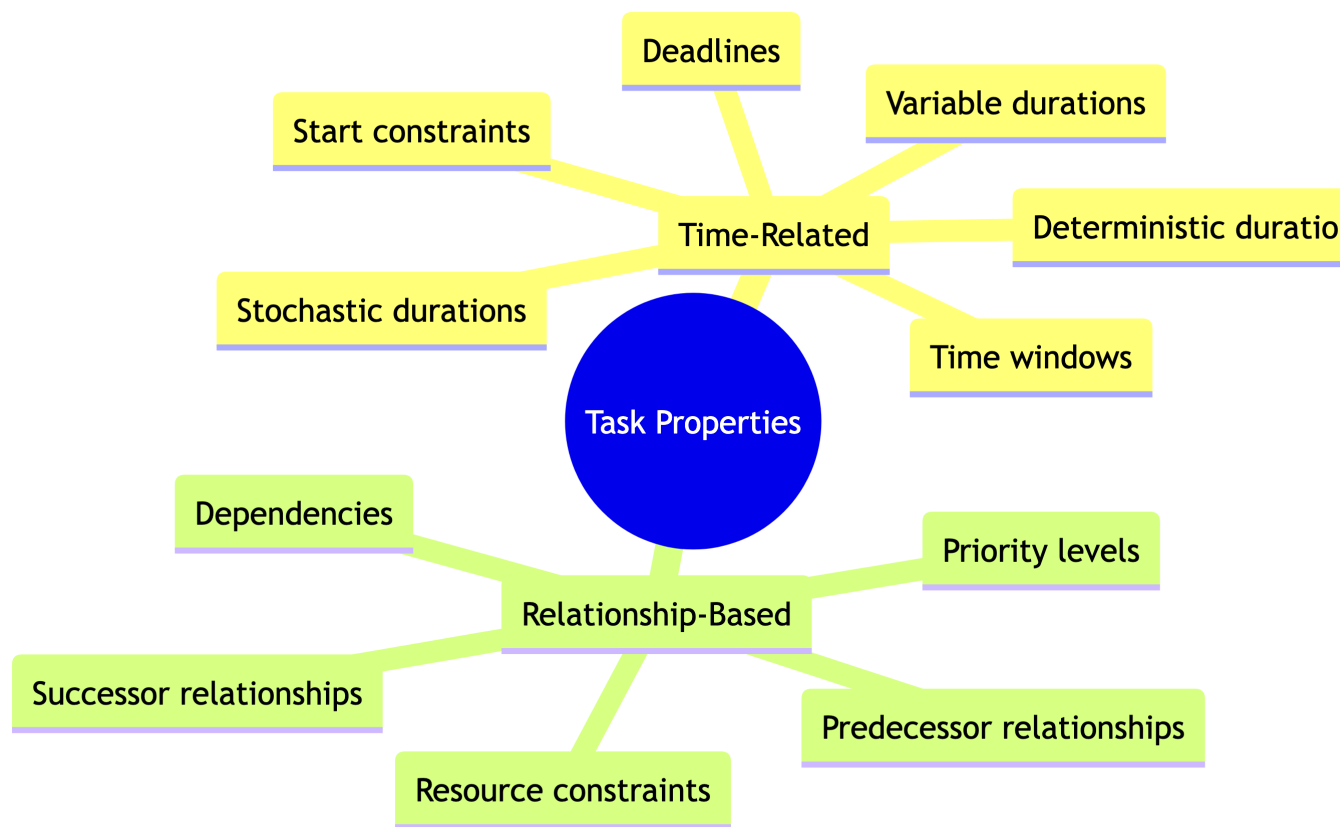 Deadlines
Variable durations
Start constraints
Deterministic duratio
Time-Related
Stochastic durations
Time windows
Task Properties
Dependencies
Priority levels
Relationship-Based
Successor relationships
Predecessor relationships
Resource constraints